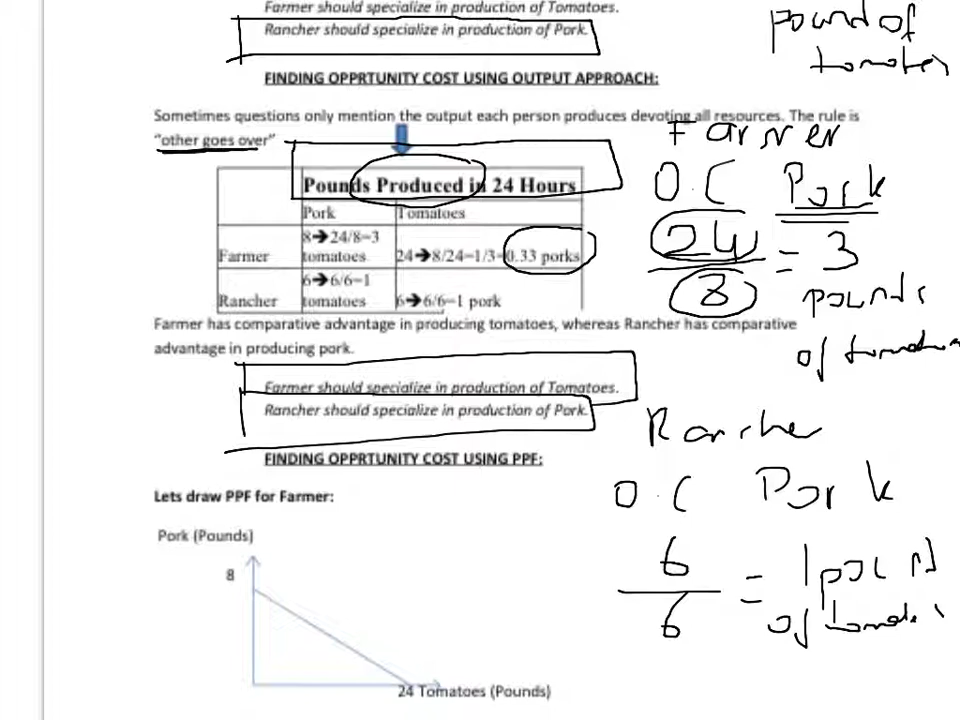 Farmer should specialize in production of Tomatoes.
Rancher should specialize in production of Pork.
pound of
tomatoes
FINDING OPPRTUNITY COST USING OUTPUT APPROACH:
Sometimes questions only mention the output each person produces devoting all resources. The rule is
"other goes over"
Pounds Produced in 24 Hours
Pork Tomatoes
Farmer 8➔24/8=3 tomatoes 24➔8/24=1/3=0.33 porks
Rancher 6➔6/6=1 tomatoes 6➔6/6=1 pork
Farmer has comparative advantage in producing tomatoes, whereas Rancher has comparative
advantage in producing pork.
Farmer should specialize in production of Tomatoes.
Rancher should specialize in production of Pork.
FINDING OPPRTUNITY COST USING PPF:
Lets draw PPF for Farmer:
Pork (Pounds)
8
24 Tomatoes (Pounds)
Farmer
O.C Pork
24
8
= 3
pounds
of
Rancher
O.C Pork
6
6
= 1 pound
of